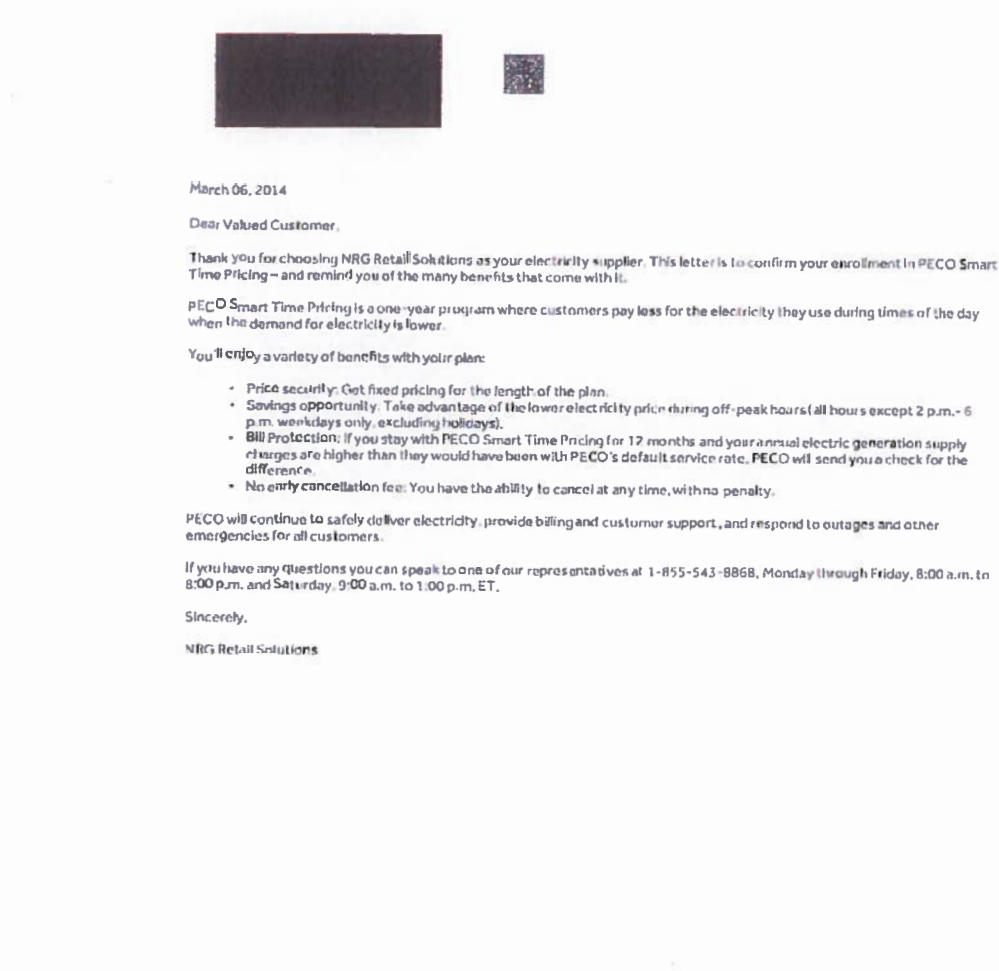 March 06, 2014
Dear Valued Customer,
Thank you for choosing NRG Retail Solutions as your electricity supplier. This letter is to confirm your enrollment in PECO Smart
Time Pricing – and remind you of the many benefits that come with it.
PECO Smart Time Pricing is a one-year program where customers pay less for the electricity they use during times of the day
when the demand for electricity is lower.
You'll enjoy a variety of benefits with your plan:
• Price security: Get fixed pricing for the length of the plan.
• Savings opportunity: Take advantage of the lower electricity price during off-peak hours (all hours except 2 p.m. - 6
p.m. weekdays only, excluding holidays).
• Bill Protection: If you stay with PECO Smart Time Pricing for 12 months and your annual electric generation supply
charges are higher than they would have been with PECO's default service rate, PECO will send you a check for the
difference.
• No early cancellation fee: You have the ability to cancel at any time, with no penalty.
PECO will continue to safely deliver electricity, provide billing and customer support, and respond to outages and other
emergencies for all customers.
If you have any questions you can speak to one of our representatives at 1-855-543-8868, Monday through Friday, 8:00 a.m. to
8:00 p.m. and Saturday, 9:00 a.m. to 1:00 p.m. ET.
Sincerely,
NRG Retail Solutions